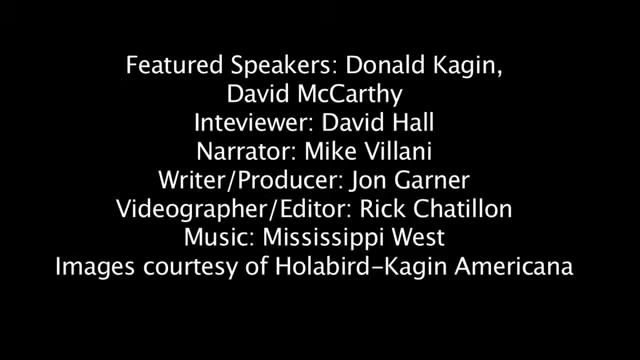 Featured Speakers: Donald Kagin,
David McCarthy
Inteviewer: David Hall
Narrator: Mike Villani
Writer/Producer: Jon Garner
Videographer/Editor: Rick Chatillon
Music: Mississippi West
Images courtesy of Holabird-Kagin Americana